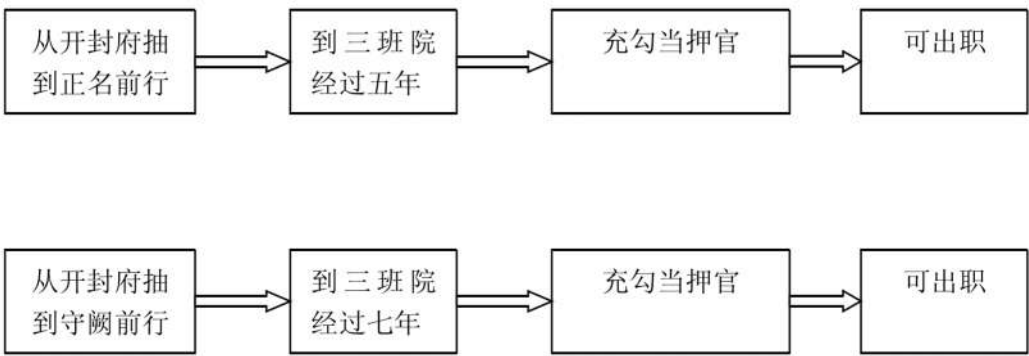 从开封府抽
到正名前行
到三班院
经过五年
充勾当押官
可出职
从开封府抽
到守阙前行
到三班院
经过七年
充勾当押官
可出职